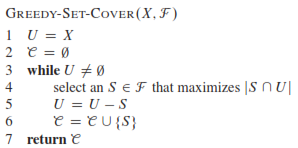 GREEDY-SET-COVER(X, ℱ)
1 U = X
2 𝒞 = ∅
3 while U ≠ ∅
4 select an S ∈ ℱ that maximizes |S ∩ U|
5 U = U − S
6 𝒞 = 𝒞 ∪ {S}
7 return 𝒞